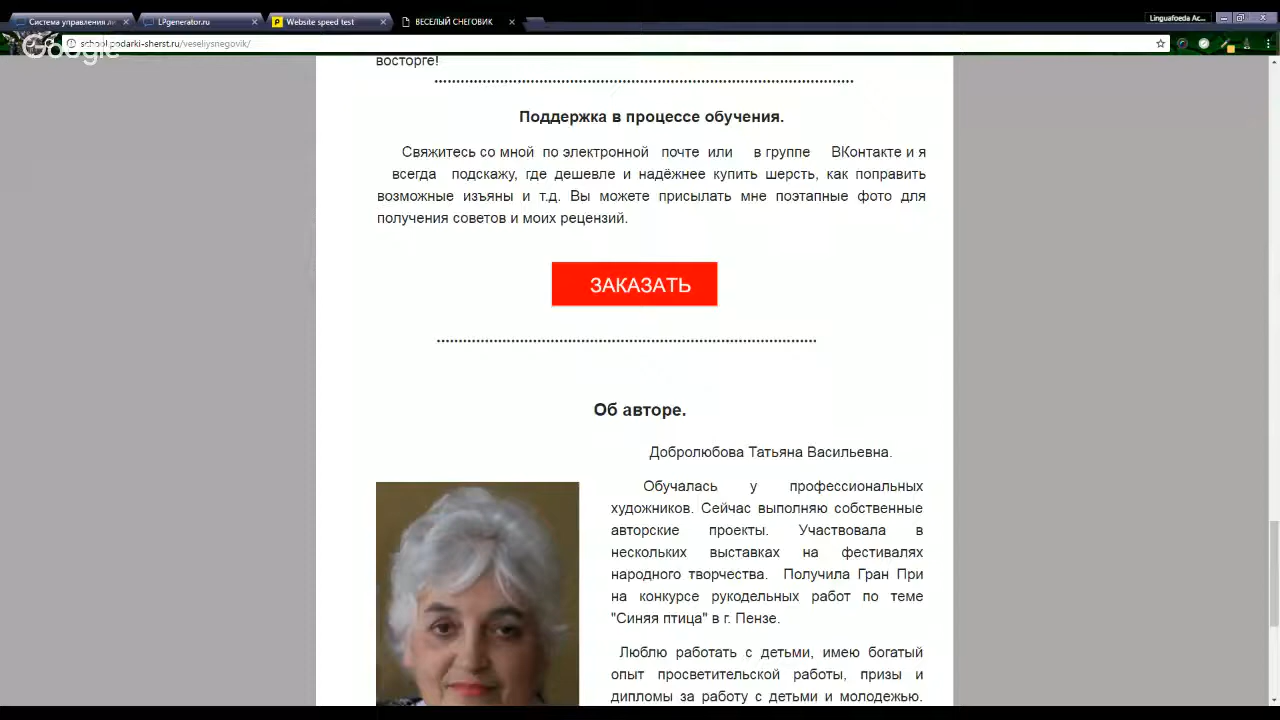 Система управления ли
LPgenerator.ru
Website speed test
ВЕСЕЛЫЙ СНЕГОВИК
Linguafoeda Ac...
school.podarki-sherst.ru/veseliysnegovik/
Google
восторге!
Поддержка в процессе обучения.
Свяжитесь со мной по электронной почте или в группе ВКонтакте и я
всегда подскажу, где дешевле и надёжнее купить шерсть, как поправить
возможные изъяны и т.д. Вы можете присылать мне поэтапные фото для
получения советов и моих рецензий.
ЗАКАЗАТЬ
Об авторе.
Добролюбова Татьяна Васильевна.
Обучалась у профессиональных
художников. Сейчас выполняю собственные
авторские проекты. Участвовала в
нескольких выставках на фестивалях
народного творчества. Получила Гран При
на конкурсе рукодельных работ по теме
"Синяя птица" в г. Пензе.
Люблю работать с детьми, имею богатый
опыт просветительской работы, призы и
дипломы за работу с детьми и молодежью.